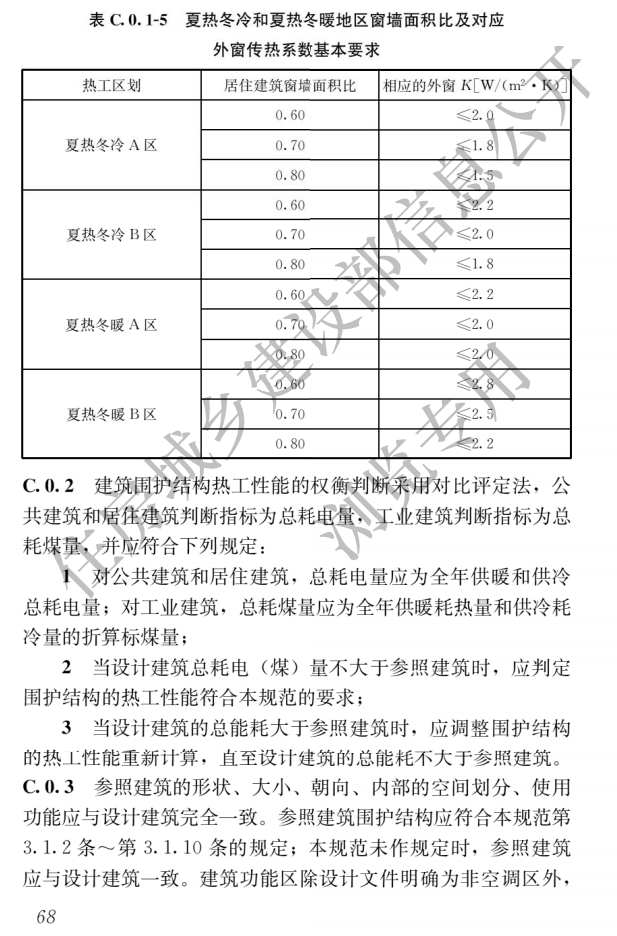 表 C.0.1-5 夏热冬冷和夏热冬暖地区窗墙面积比及对应
外窗传热系数基本要求
热工区划 居住建筑窗墙面积比 相应的外窗 K[W/(m²·K)]
夏热冬冷 A 区 0.60 ≤2.0
0.70 ≤1.8
0.80 ≤1.5
夏热冬冷 B 区 0.60 ≤2.2
0.70 ≤2.0
0.80 ≤1.8
夏热冬暖 A 区 0.60 ≤2.2
0.70 ≤2.0
0.80 ≤2.0
夏热冬暖 B 区 0.60 ≤2.8
0.70 ≤2.5
0.80 ≤2.2
C.0.2 建筑围护结构热工性能的权衡判断采用对比评定法，公
共建筑和居住建筑判断指标为总耗电量，工业建筑判断指标为总
耗煤量，并应符合下列规定：
1 对公共建筑和居住建筑，总耗电量应为全年供暖和供冷
总耗电量；对工业建筑，总耗煤量应为全年供暖耗热量和供冷耗
冷量的折算标煤量；
2 当设计建筑总耗电（煤）量不大于参照建筑时，应判定
围护结构的热工性能符合本规范的要求；
3 当设计建筑的总能耗大于参照建筑时，应调整围护结构
的热工性能重新计算，直至设计建筑的总能耗不大于参照建筑。
C.0.3 参照建筑的形状、大小、朝向、内部的空间划分、使用
功能应与设计建筑完全一致。参照建筑围护结构应符合本规范第
3.1.2 条～第 3.1.10 条的规定；本规范未作规定时，参照建筑
应与设计建筑一致。建筑功能区除设计文件明确为非空调区外，
68
住房城乡建设部信息公开
浏览专用